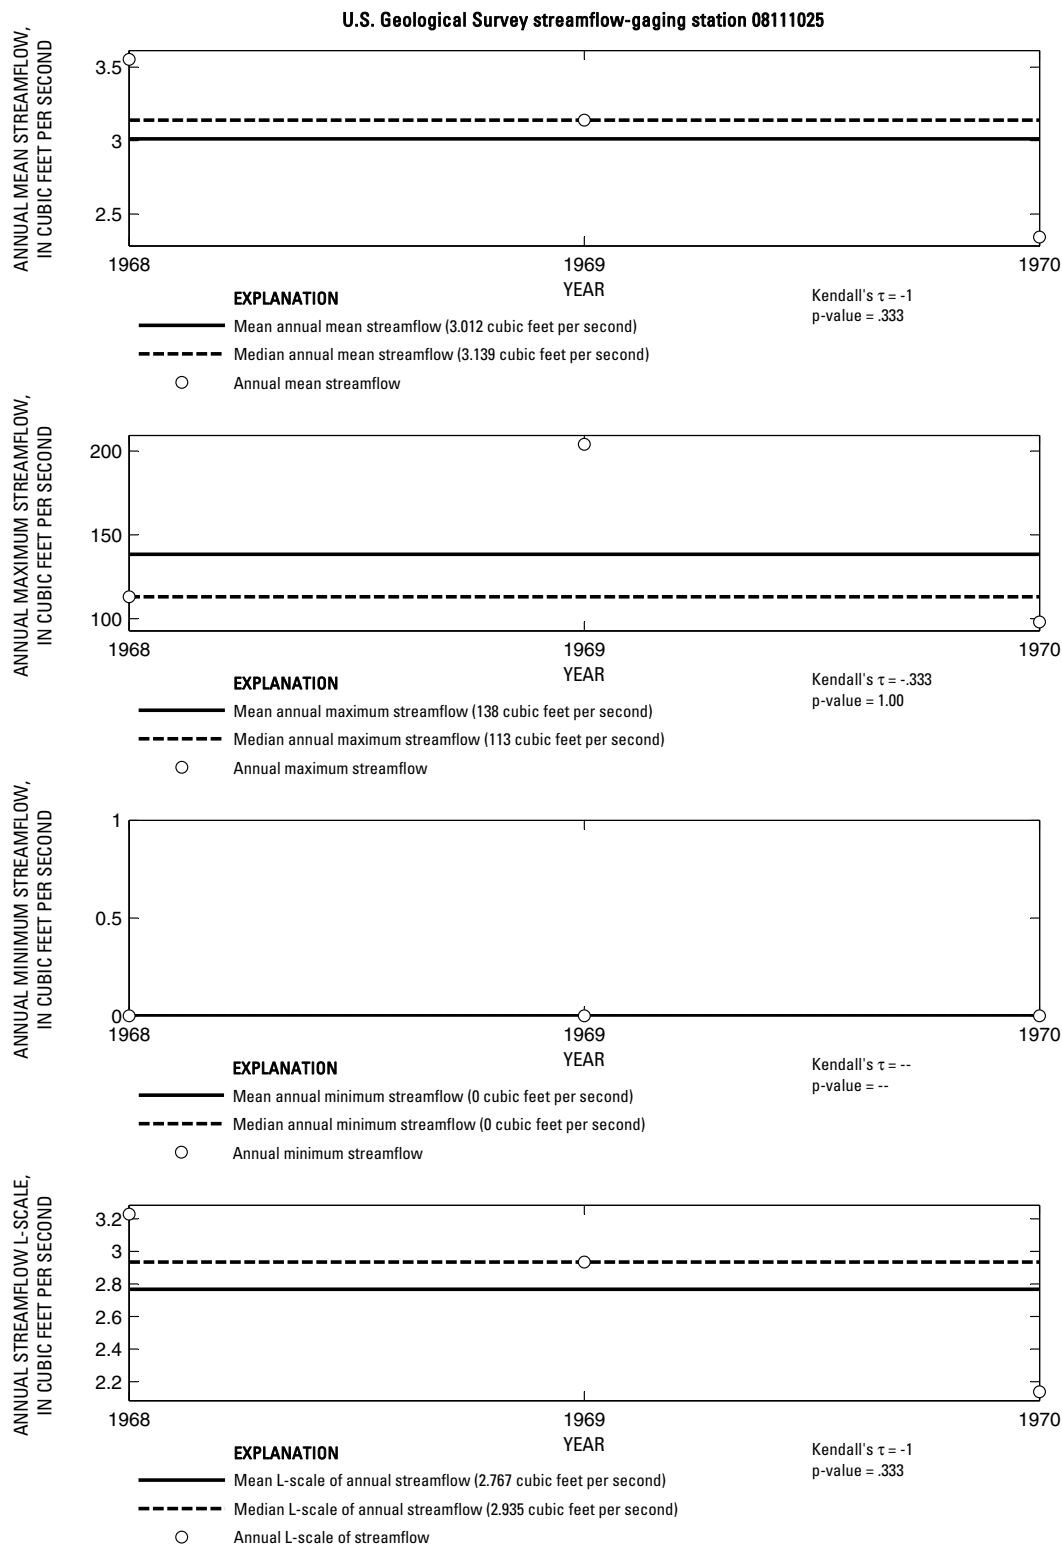 U.S. Geological Survey streamflow-gaging station 08111025
ANNUAL MEAN STREAMFLOW,
IN CUBIC FEET PER SECOND
3.5
3
2.5
1968
1969
1970
YEAR
EXPLANATION
Mean annual mean streamflow (3.012 cubic feet per second)
Median annual mean streamflow (3.139 cubic feet per second)
Annual mean streamflow
Kendall's τ = -1
p-value = .333
ANNUAL MAXIMUM STREAMFLOW,
IN CUBIC FEET PER SECOND
200
150
100
1968
1969
1970
YEAR
EXPLANATION
Mean annual maximum streamflow (138 cubic feet per second)
Median annual maximum streamflow (113 cubic feet per second)
Annual maximum streamflow
Kendall's τ = -.333
p-value = 1.00
ANNUAL MINIMUM STREAMFLOW,
IN CUBIC FEET PER SECOND
1
0.5
0
1968
1969
1970
YEAR
EXPLANATION
Mean annual minimum streamflow (0 cubic feet per second)
Median annual minimum streamflow (0 cubic feet per second)
Annual minimum streamflow
Kendall's τ = --
p-value = --
ANNUAL STREAMFLOW L-SCALE,
IN CUBIC FEET PER SECOND
3.2
3
2.8
2.6
2.4
2.2
1968
1969
1970
YEAR
EXPLANATION
Mean L-scale of annual streamflow (2.767 cubic feet per second)
Median L-scale of annual streamflow (2.935 cubic feet per second)
Annual L-scale of streamflow
Kendall's τ = -1
p-value = .333